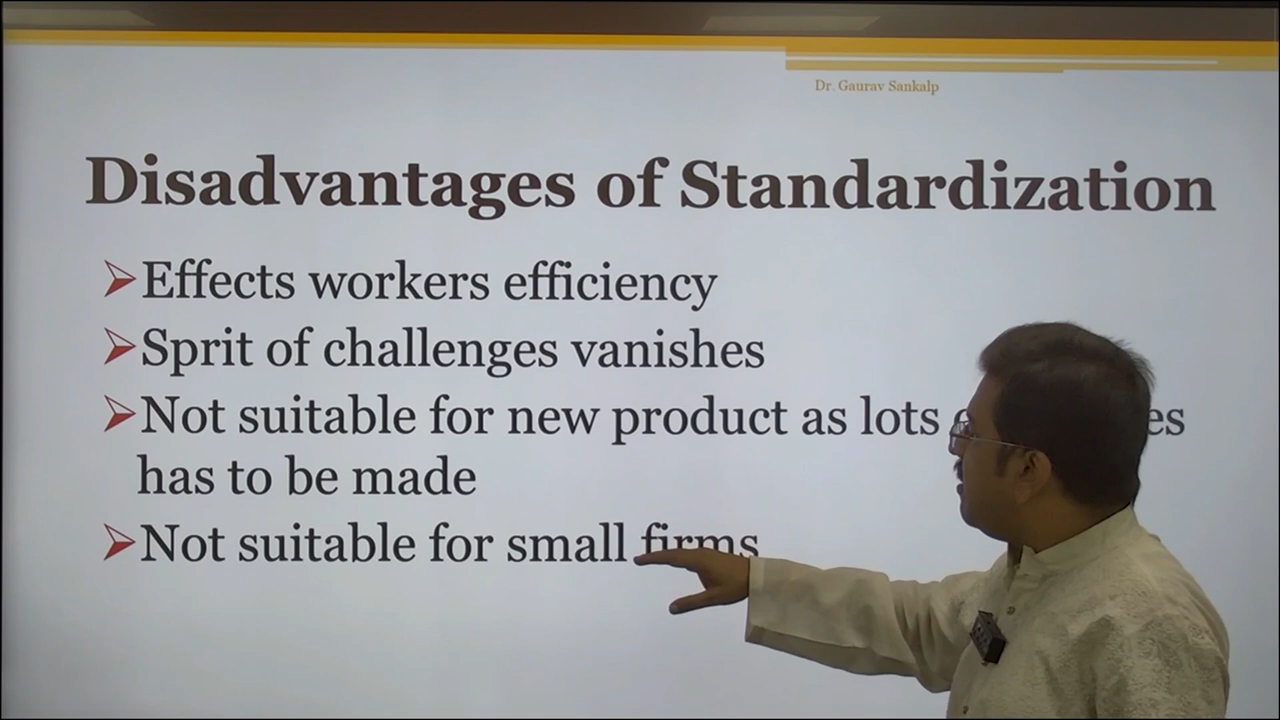 Dr. Gaurav Sankalp
Disadvantages of Standardization
Effects workers efficiency
Sprit of challenges vanishes
Not suitable for new product as lots
has to be made
Not suitable for small firms